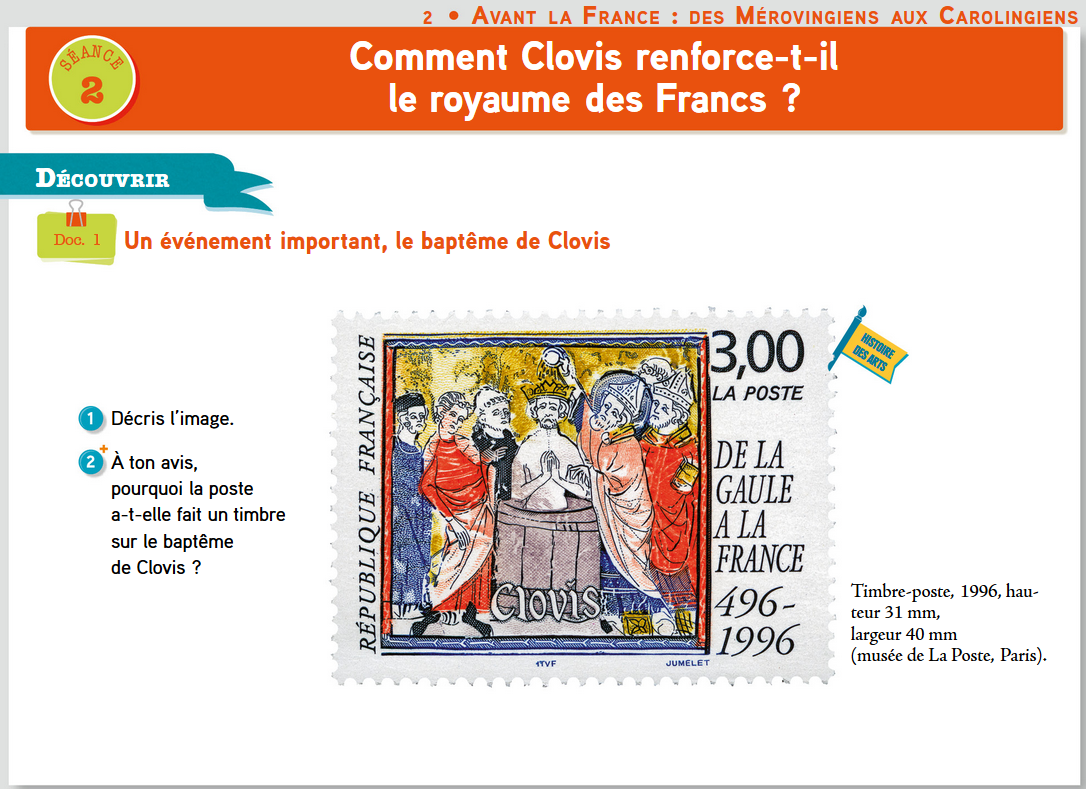 2 • Avant la France : des Mérovingiens aux Carolingiens
SÉANCE
2
Comment Clovis renforce-t-il
le royaume des Francs ?
Découvrir
Doc. 1
Un événement important, le baptême de Clovis
1 Décris l'image.
2+ À ton avis,
pourquoi la poste
a-t-elle fait un timbre
sur le baptême
de Clovis ?
RÉPUBLIQUE FRANÇAISE
3,00
LA POSTE
DE LA
GAULE
A LA
FRANCE
496-
1996
Clovis
ITVF
JUMELET
HISTOIRE
DES ARTS
Timbre-poste, 1996, hau-
teur 31 mm,
largeur 40 mm
(musée de La Poste, Paris).